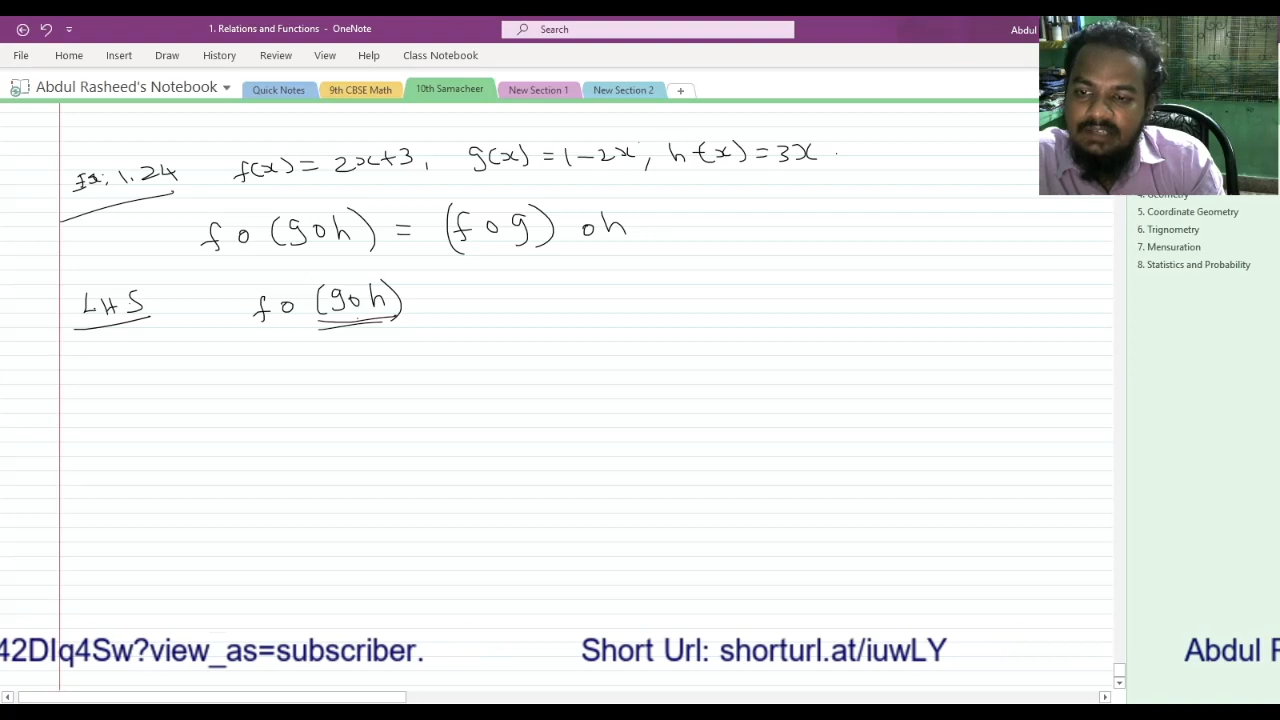 1. Relations and Functions - OneNote
Search
Abdul
File Home Insert Draw History Review View Help Class Notebook
Abdul Rasheed's Notebook
Quick Notes 9th CBSE Math 10th Samacheer New Section 1 New Section 2 +
Ex. 1.24 f(x) = 2x+3, g(x) = 1-2x, h(x) = 3x.
f o (goh) = (f o g) oh
LHS f o (goh)
5. Coordinate Geometry
6. Trignometry
7. Mensuration
8. Statistics and Probability
42DIq4Sw?view_as=subscriber. Short Url: shorturl.at/iuwLY Abdul